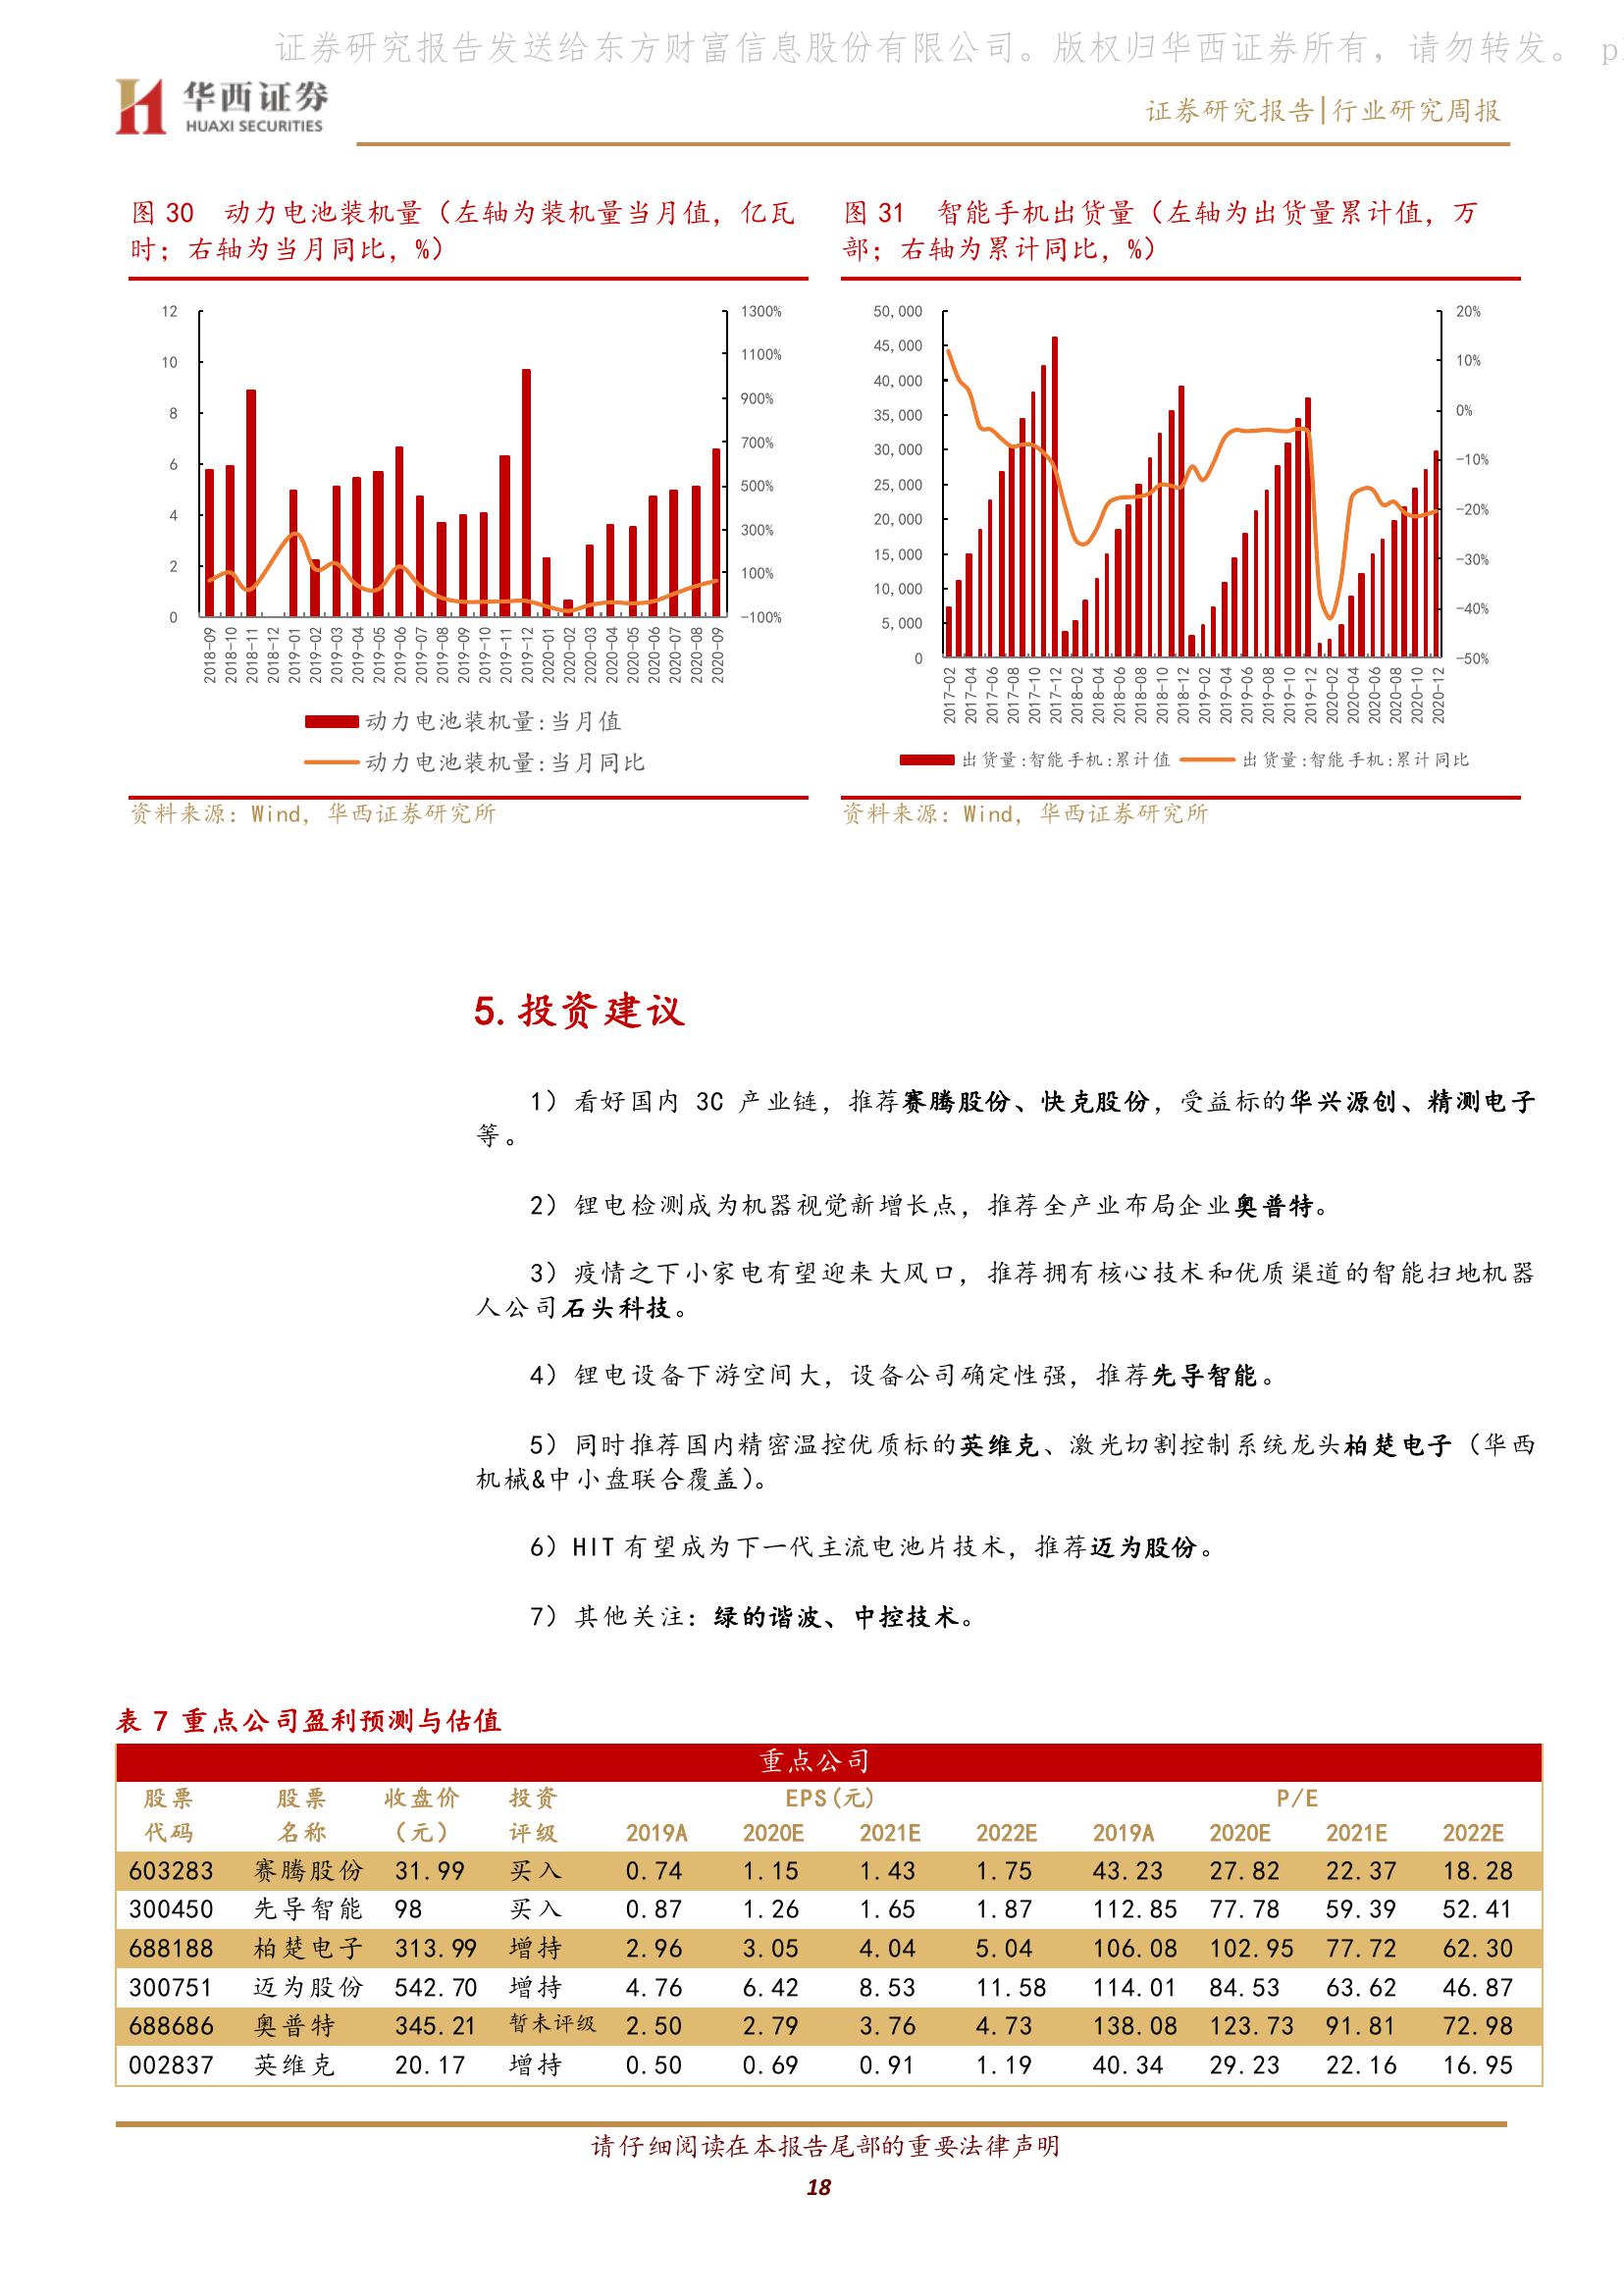 证券研究报告发送给东方财富信息股份有限公司。版权归华西证券所有，请勿转发。 p
华西证券
HUAXI SECURITIES
证券研究报告|行业研究周报
图 30 动力电池装机量（左轴为装机量当月值，亿瓦
时；右轴为当月同比，%）
12
10
8
6
4
2
0
1300%
1100%
900%
700%
500%
300%
100%
-100%
2018-09
2018-10
2018-11
2018-12
2019-01
2019-02
2019-03
2019-04
2019-05
2019-06
2019-07
2019-08
2019-09
2019-10
2019-11
2019-12
2020-01
2020-02
2020-03
2020-04
2020-05
2020-06
2020-07
2020-08
2020-09
动力电池装机量:当月值
动力电池装机量:当月同比
资料来源：Wind，华西证券研究所
图 31 智能手机出货量（左轴为出货量累计值，万
部；右轴为累计同比，%）
50,000
45,000
40,000
35,000
30,000
25,000
20,000
15,000
10,000
5,000
0
20%
10%
0%
-10%
-20%
-30%
-40%
-50%
2017-02
2017-04
2017-06
2017-08
2017-10
2017-12
2018-02
2018-04
2018-06
2018-08
2018-10
2018-12
2019-02
2019-04
2019-06
2019-08
2019-10
2019-12
2020-02
2020-04
2020-06
2020-08
2020-10
2020-12
出货量:智能手机:累计值 出货量:智能手机:累计同比
资料来源：Wind，华西证券研究所
5.投资建议
1）看好国内 3C 产业链，推荐赛腾股份、快克股份，受益标的华兴源创、精测电子
等。
2）锂电检测成为机器视觉新增长点，推荐全产业布局企业奥普特。
3）疫情之下小家电有望迎来大风口，推荐拥有核心技术和优质渠道的智能扫地机器
人公司石头科技。
4）锂电设备下游空间大，设备公司确定性强，推荐先导智能。
5）同时推荐国内精密温控优质标的英维克、激光切割控制系统龙头柏楚电子（华西
机械&中小盘联合覆盖）。
6）HIT 有望成为下一代主流电池片技术，推荐迈为股份。
7）其他关注：绿的谐波、中控技术。
表 7 重点公司盈利预测与估值
重点公司
股票 股票 收盘价 投资 EPS(元) P/E
代码 名称 （元） 评级 2019A 2020E 2021E 2022E 2019A 2020E 2021E 2022E
603283 赛腾股份 31.99 买入 0.74 1.15 1.43 1.75 43.23 27.82 22.37 18.28
300450 先导智能 98 买入 0.87 1.26 1.65 1.87 112.85 77.78 59.39 52.41
688188 柏楚电子 313.99 增持 2.96 3.05 4.04 5.04 106.08 102.95 77.72 62.30
300751 迈为股份 542.70 增持 4.76 6.42 8.53 11.58 114.01 84.53 63.62 46.87
688686 奥普特 345.21 暂未评级 2.50 2.79 3.76 4.73 138.08 123.73 91.81 72.98
002837 英维克 20.17 增持 0.50 0.69 0.91 1.19 40.34 29.23 22.16 16.95
请仔细阅读在本报告尾部的重要法律声明
18